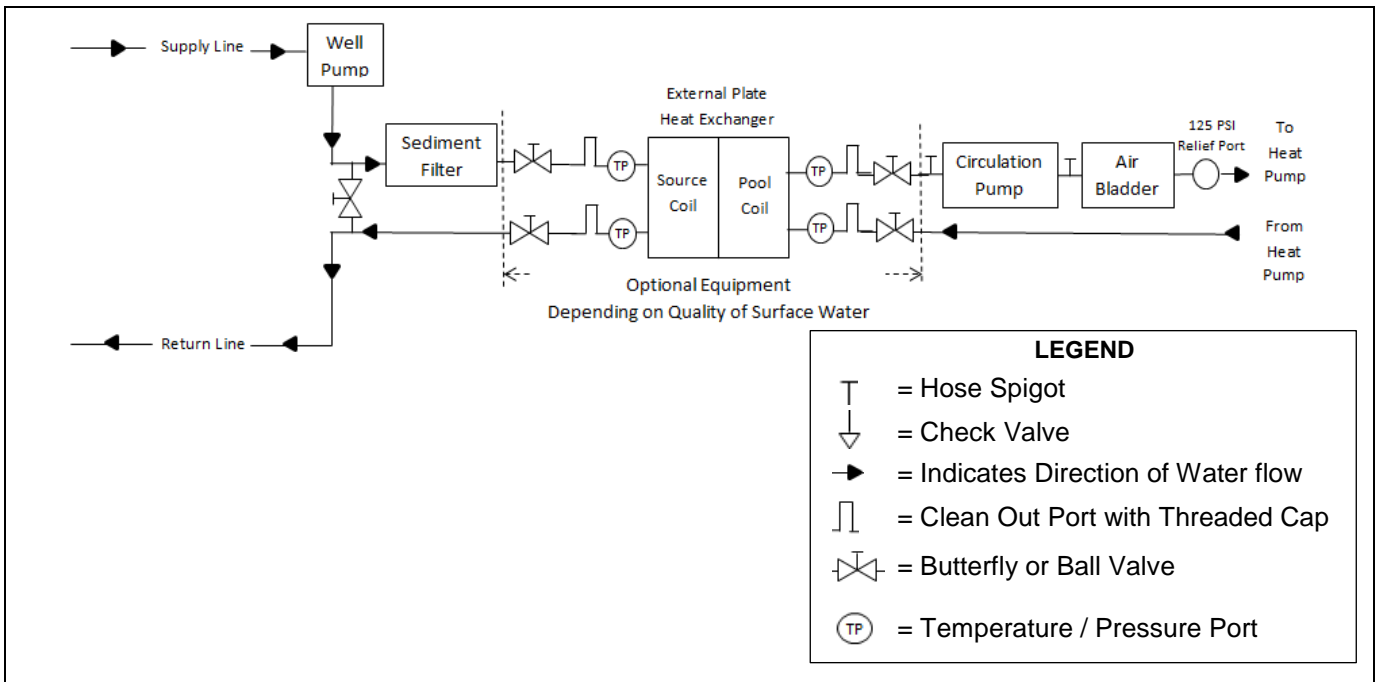 Supply Line
Well
Pump
External Plate
Heat Exchanger
Sediment
Filter
TP
TP
Source
Coil
Pool
Coil
TP
TP
Circulation
Pump
Air
Bladder
125 PSI
Relief Port
To
Heat
Pump
From
Heat
Pump
Optional Equipment
Depending on Quality of Surface Water
Return Line
LEGEND
= Hose Spigot
= Check Valve
= Indicates Direction of Water flow
= Clean Out Port with Threaded Cap
= Butterfly or Ball Valve
TP = Temperature / Pressure Port